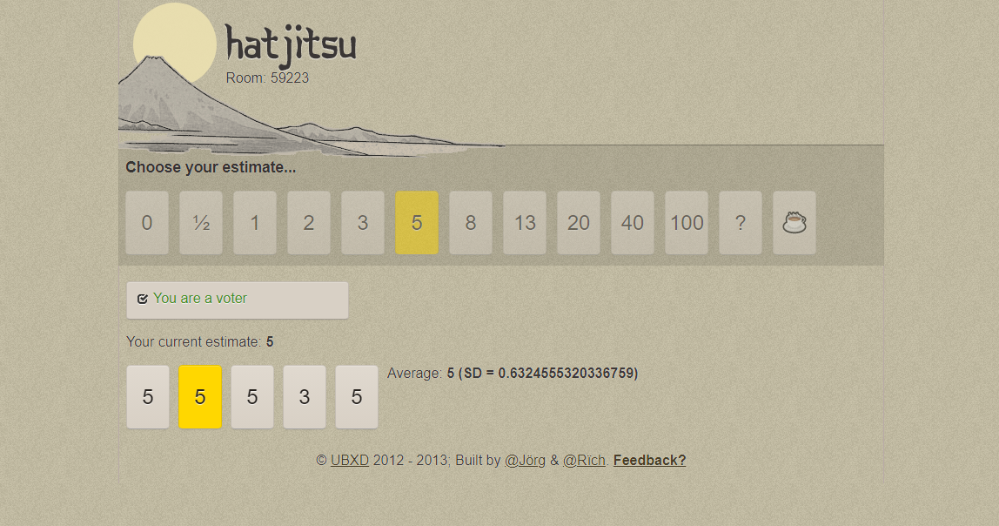 hatjitsu
Room: 59223
Choose your estimate...
0 ½ 1 2 3 5 8 13 20 40 100 ?
You are a voter
Your current estimate: 5
5 5 5 3 5 Average: 5 (SD = 0.6324555320336759)
© UBXD 2012 - 2013; Built by @Jörg & @Rich. Feedback?